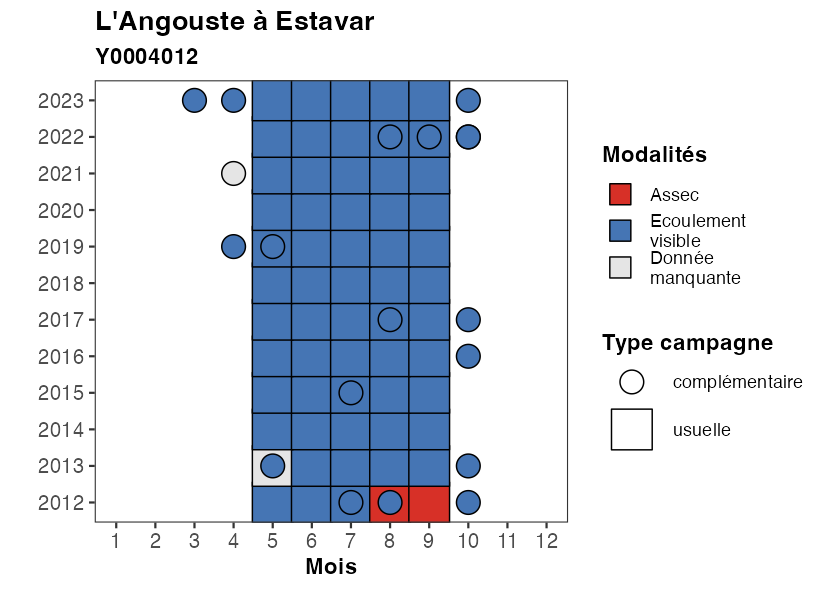 L'Angouste à Estavar
Y0004012
2023
2022
2021
2020
2019
2018
2017
2016
2015
2014
2013
2012
1 2 3 4 5 6 7 8 9 10 11 12
Mois
Modalités
Assec
Ecoulement
visible
Donnée
manquante
Type campagne
complémentaire
usuelle